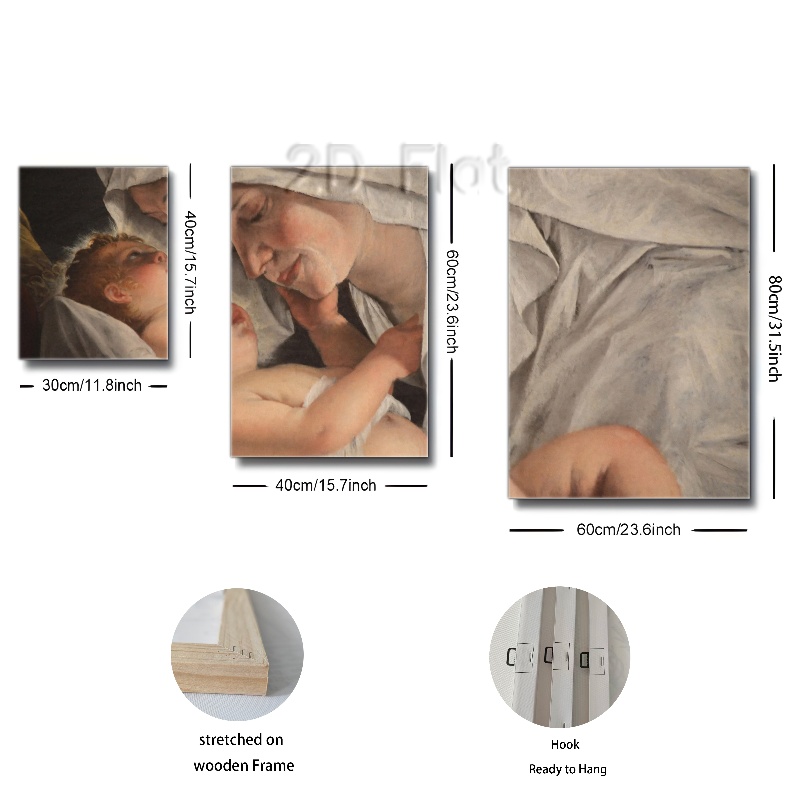 2D Flat
40cm/15.7inch
30cm/11.8inch
60cm/23.6inch
40cm/15.7inch
80cm/31.5inch
60cm/23.6inch
stretched on
wooden Frame
Hook
Ready to Hang